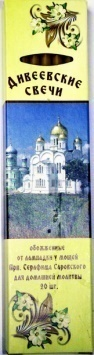 Дивеевские
свечи
обожженные
от лампады у мощей
Прп. Серафима Саровского
для домашней молитвы
20 шт.